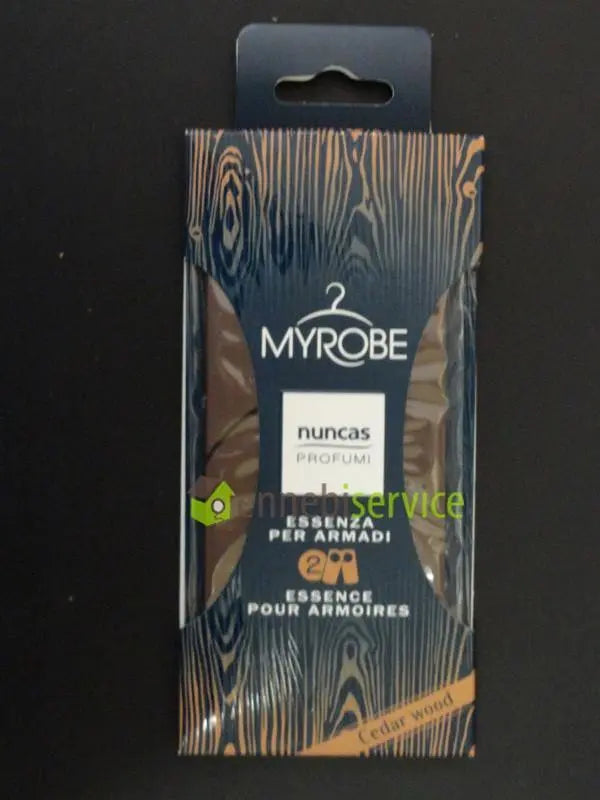 MYROBE
nuncas
PROFUMI
ennebiservice
ESSENZA
PER ARMADI
2
ESSENCE
POUR ARMOIRES
Cedar wood